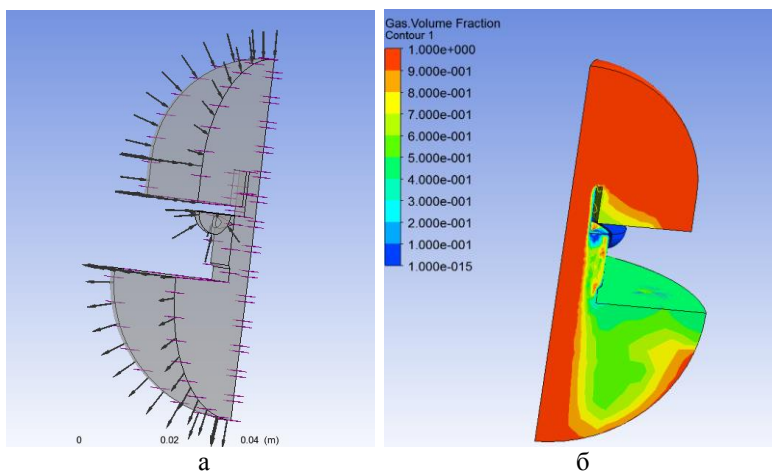 Gas.Volume Fraction
Contour 1
1.000e+000
9.000e-001
8.000e-001
7.000e-001
6.000e-001
5.000e-001
4.000e-001
3.000e-001
2.000e-001
1.000e-001
1.000e-015
0 0.02 0.04 (m)
а б